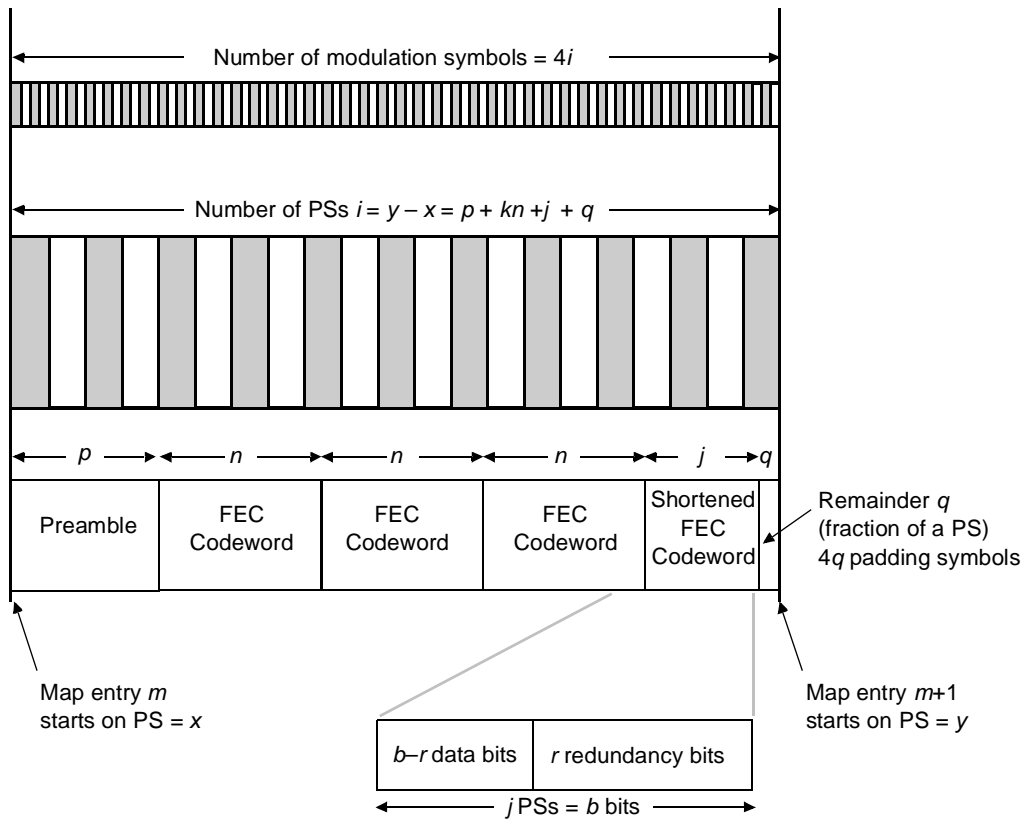 Number of modulation symbols = 4i
Number of PSs i = y – x = p + kn +j + q
p n n n j q
Preamble
FEC
Codeword
FEC
Codeword
FEC
Codeword
Shortened
FEC
Codeword
Remainder q
(fraction of a PS)
4q padding symbols
Map entry m
starts on PS = x
Map entry m+1
starts on PS = y
b–r data bits
r redundancy bits
j PSs = b bits